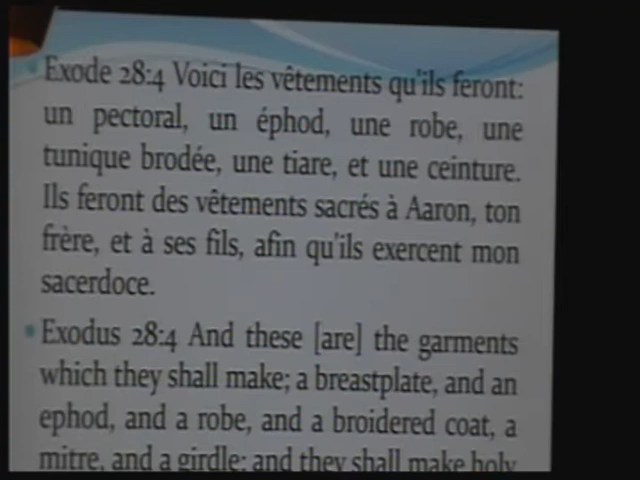 Exode 28:4 Voici les vêtements qu'ils feront:
un pectoral, un éphod, une robe, une
tunique brodée, une tiare, et une ceinture.
Ils feront des vêtements sacrés à Aaron, ton
frère, et à ses fils, afin qu'ils exercent mon
sacerdoce.
Exodus 28:4 And these [are] the garments
which they shall make; a breastplate, and an
ephod, and a robe, and a broidered coat, a
mitre, and a girdle: and they shall make holy